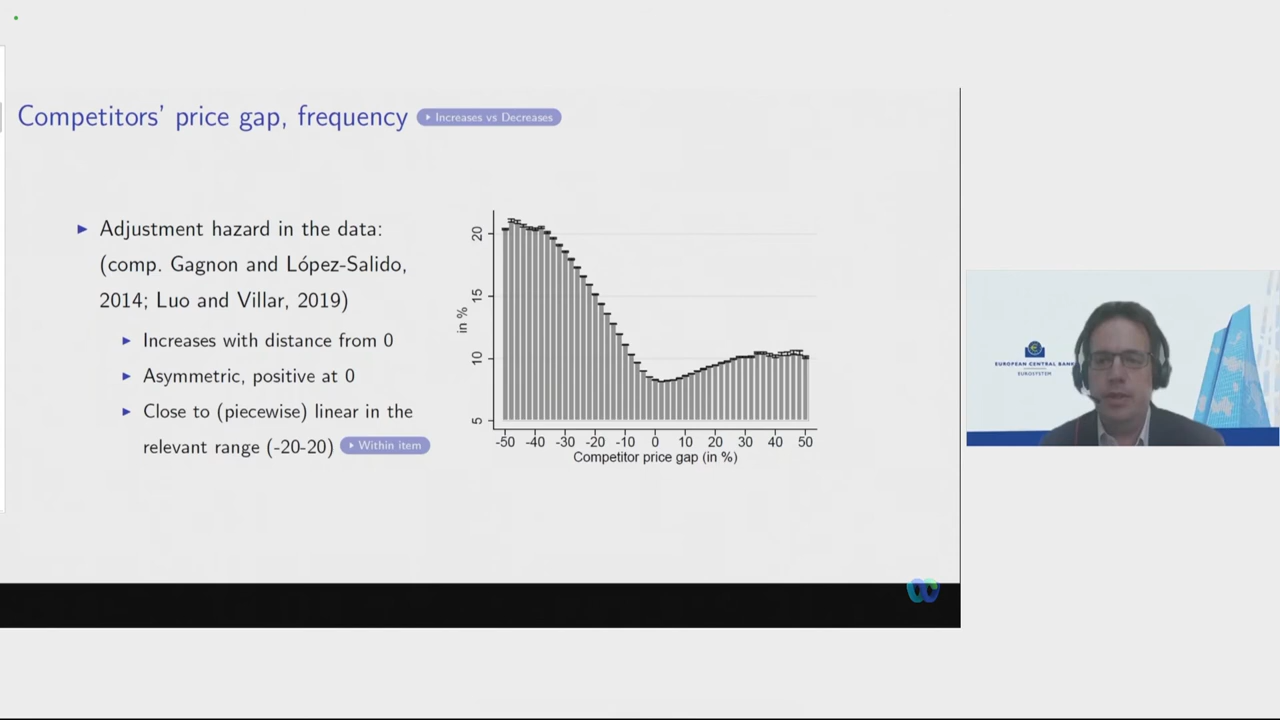 Competitors' price gap, frequency
Increases vs Decreases
Adjustment hazard in the data:
(comp. Gagnon and López-Salido,
2014; Luo and Villar, 2019)
Increases with distance from 0
Asymmetric, positive at 0
Close to (piecewise) linear in the
relevant range (-20-20)
Within item
in %
20
15
10
5
-50 -40 -30 -20 -10 0 10 20 30 40 50
Competitor price gap (in %)
EUROPEAN CENTRAL BANK
EUROSYSTEM